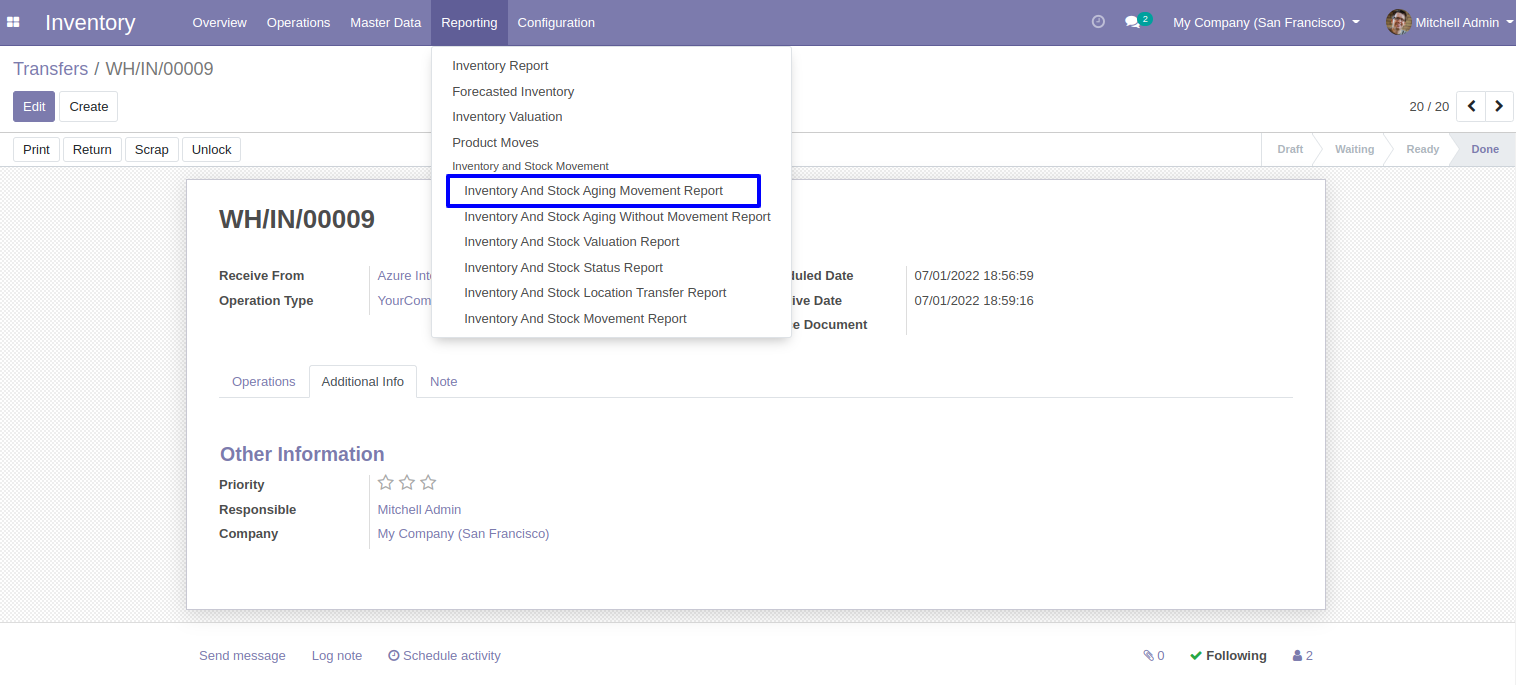 Inventory Overview Operations Master Data Reporting Configuration 2 My Company (San Francisco) Mitchell Admin
Transfers / WH/IN/00009
Edit Create 20 / 20
Print Return Scrap Unlock Draft Waiting Ready Done
Inventory Report
Forecasted Inventory
Inventory Valuation
Product Moves
Inventory and Stock Movement
Inventory And Stock Aging Movement Report
Inventory And Stock Aging Without Movement Report
Inventory And Stock Valuation Report
Inventory And Stock Status Report
Inventory And Stock Location Transfer Report
Inventory And Stock Movement Report
WH/IN/00009
Receive From Azure Inte duled Date 07/01/2022 18:56:59
Operation Type YourCom ive Date 07/01/2022 18:59:16
e Document
Operations Additional Info Note
Other Information
Priority
Responsible Mitchell Admin
Company My Company (San Francisco)
Send message Log note Schedule activity 0 Following 2